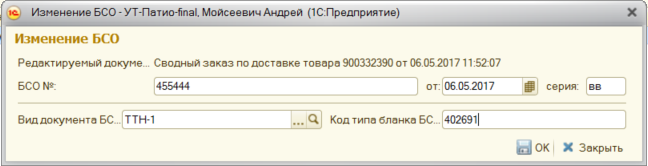 Изменение БСО - УТ-Патио-final, Мойсеевич Андрей (1С:Предприятие)
Изменение БСО
Редактируемый докуме... Сводный заказ по доставке товара 900332390 от 06.05.2017 11:52:07
БСО №: 455444 от: 06.05.2017 серия: вв
Вид документа БС... ТТН-1 ... Код типа бланка БС... 402691
ОК Закрыть